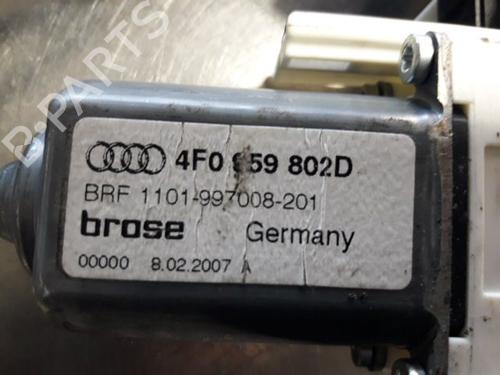 B-PARTS
4F0 959 802D
BRF 1101-997008-201
brose Germany
00000 8.02.2007 A